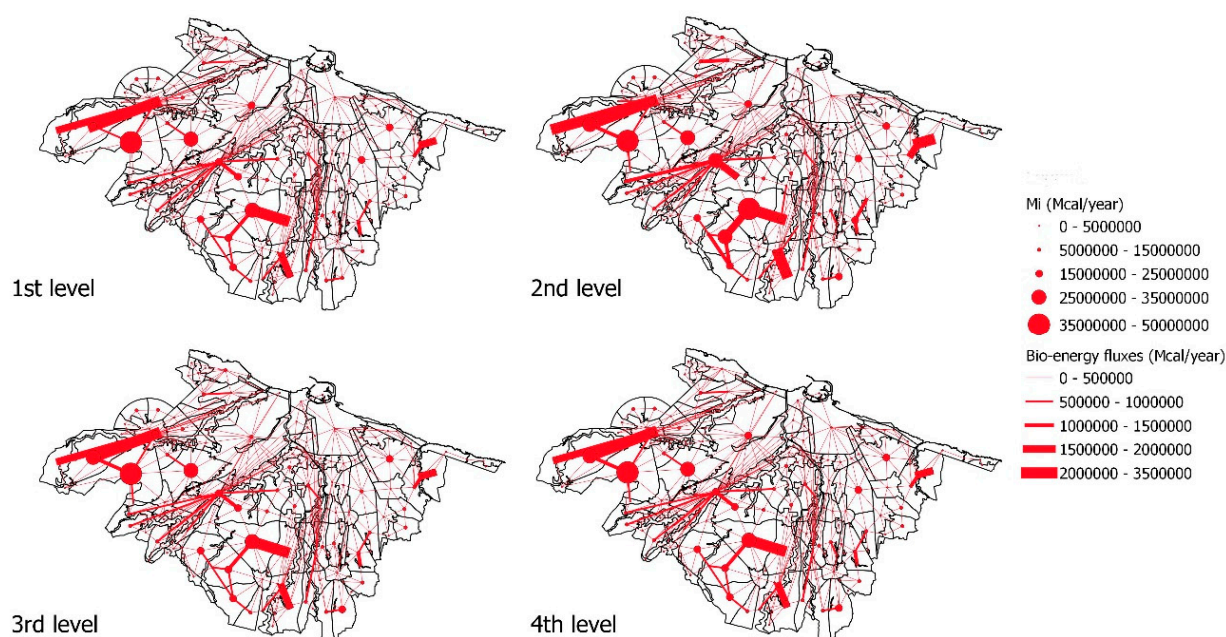 1st level
2nd level
3rd level
4th level
Mi (Mcal/year)
0 - 5000000
5000000 - 15000000
15000000 - 25000000
25000000 - 35000000
35000000 - 50000000
Bio-energy fluxes (Mcal/year)
0 - 500000
500000 - 1000000
1000000 - 1500000
1500000 - 2000000
2000000 - 3500000